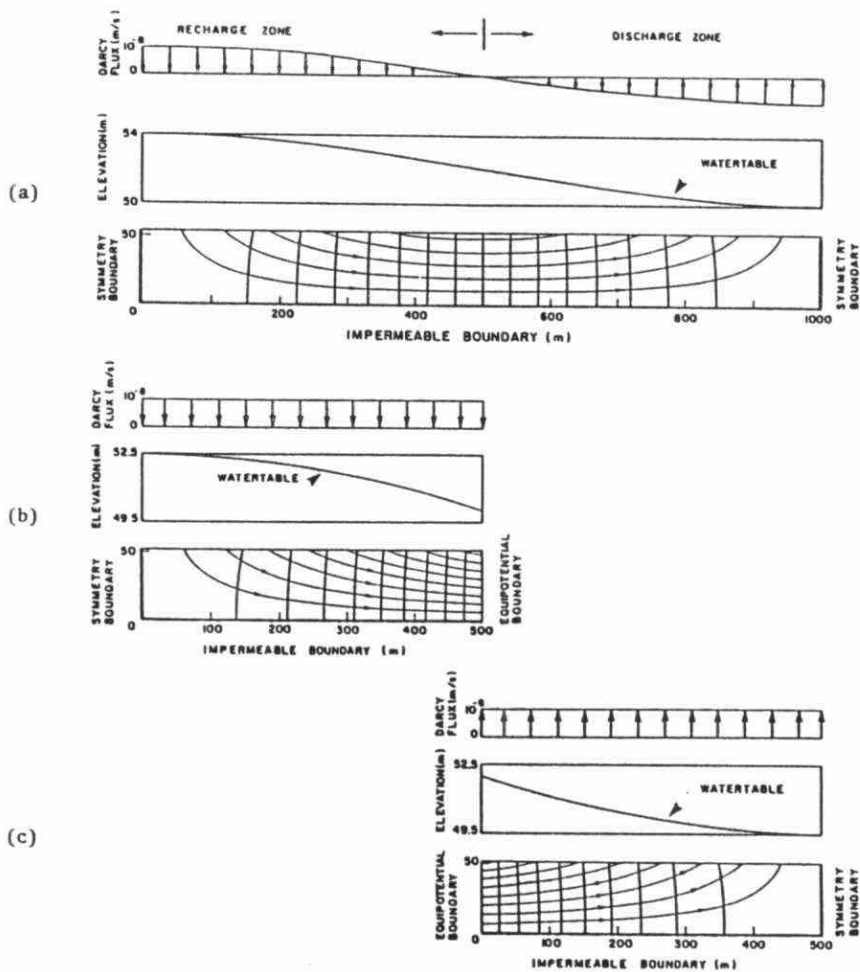 RECHARGE ZONE
DISCHARGE ZONE
DARCY
FLUX(m/s)
10⁻⁸
0
(a)
ELEVATION
(m)
54
50
WATERTABLE
SYMMETRY
BOUNDARY
50
0
200
400
600
800
1000
IMPERMEABLE BOUNDARY (m)
SYMMETRY
BOUNDARY
DARCY
FLUX(m/s)
10⁻⁸
0
(b)
ELEVATION(m)
52.5
49.5
WATERTABLE
SYMMETRY
BOUNDARY
50
0
100
200
300
400
500
IMPERMEABLE BOUNDARY (m)
EQUIPOTENTIAL
BOUNDARY
DARCY
FLUX(m/s)
10⁻⁸
0
(c)
ELEVATION(m)
52.5
49.5
WATERTABLE
EQUIPOTENTIAL
BOUNDARY
50
0
0
100
200
300
400
500
IMPERMEABLE BOUNDARY (m)
SYMMETRY
BOUNDARY